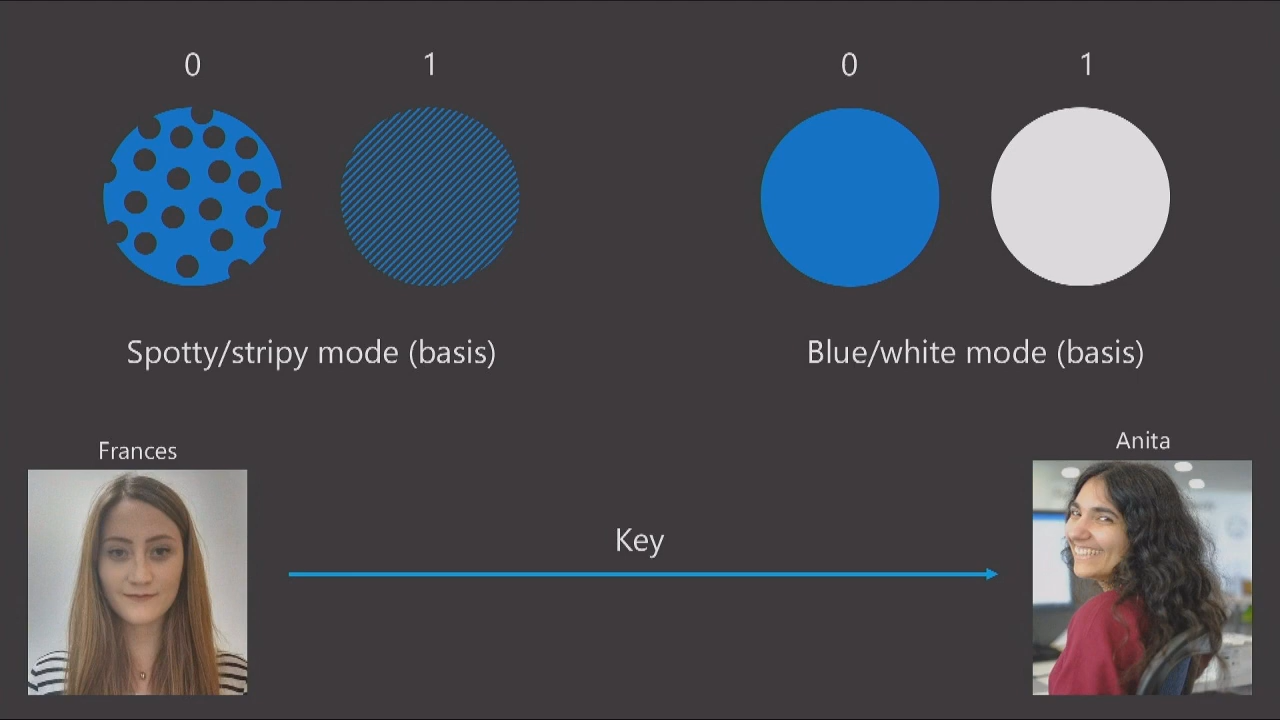 0
1
0
1
Spotty/stripy mode (basis)
Blue/white mode (basis)
Frances
Anita
Key